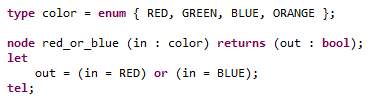 type color = enum { RED, GREEN, BLUE, ORANGE };
node red_or_blue (in : color) returns (out : bool);
let
    out = (in = RED) or (in = BLUE);
tel;